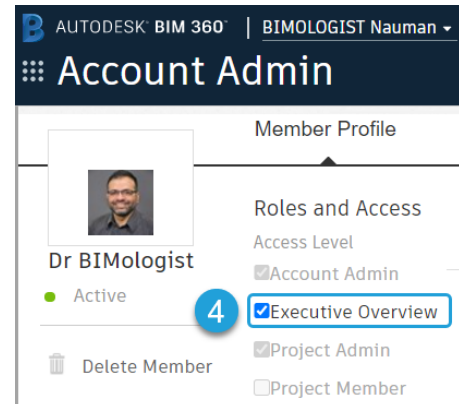 AUTODESK® BIM 360™ | BIMOLOGIST Nauman
Account Admin
Member Profile
Dr BIMologist
Active
Delete Member
Roles and Access
Access Level
Account Admin
4
Executive Overview
Project Admin
Project Member